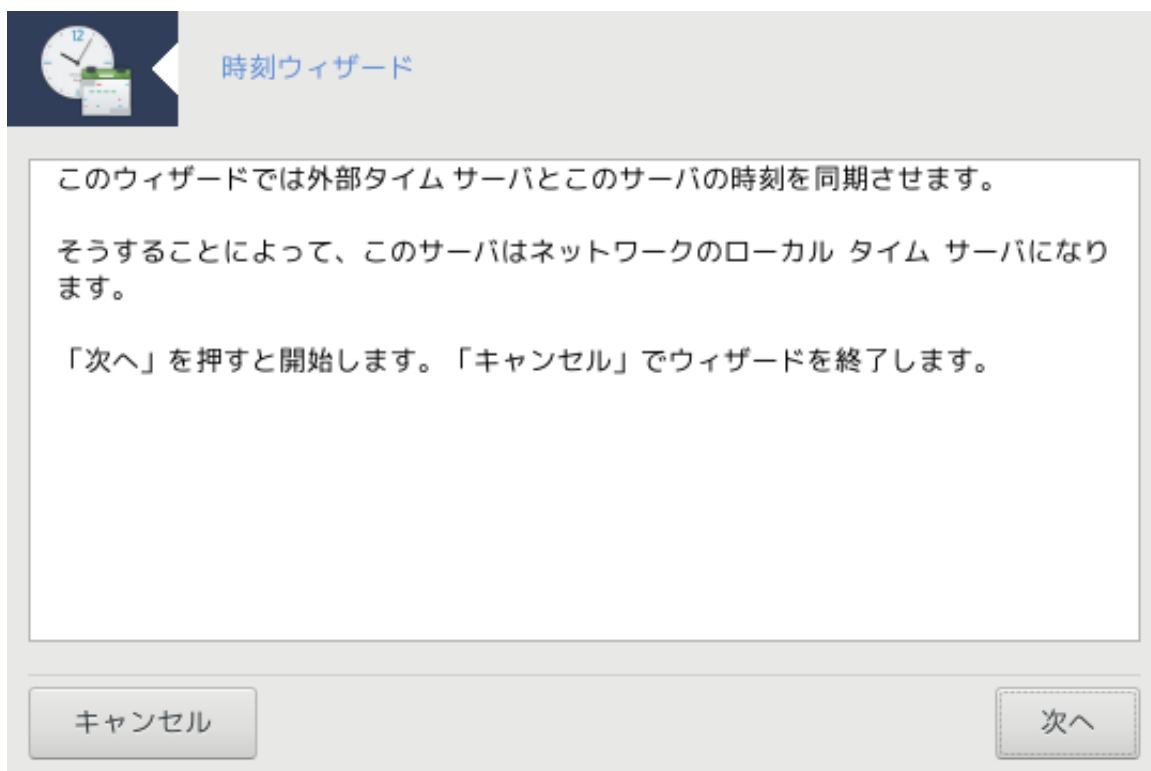 12
時刻ウィザード
このウィザードでは外部タイム サーバとこのサーバの時刻を同期させます。
そうすることによって、このサーバはネットワークのローカル タイム サーバになり
ます。
「次へ」を押すと開始します。「キャンセル」でウィザードを終了します。
キャンセル
次へ